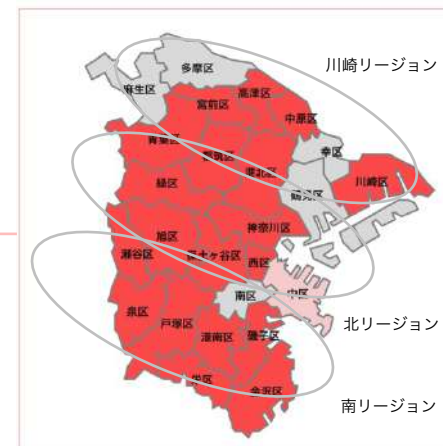 川崎リージョン
多摩区
麻生区
高津区
宮前区
中原区
幸区
青葉区
都筑区
港北区
川崎区
鶴見区
緑区
神奈川区
旭区
瀬谷区
保土ヶ谷区
西区
中区
南区
泉区
戸塚区
港南区
磯子区
栄区
金沢区
北リージョン
南リージョン